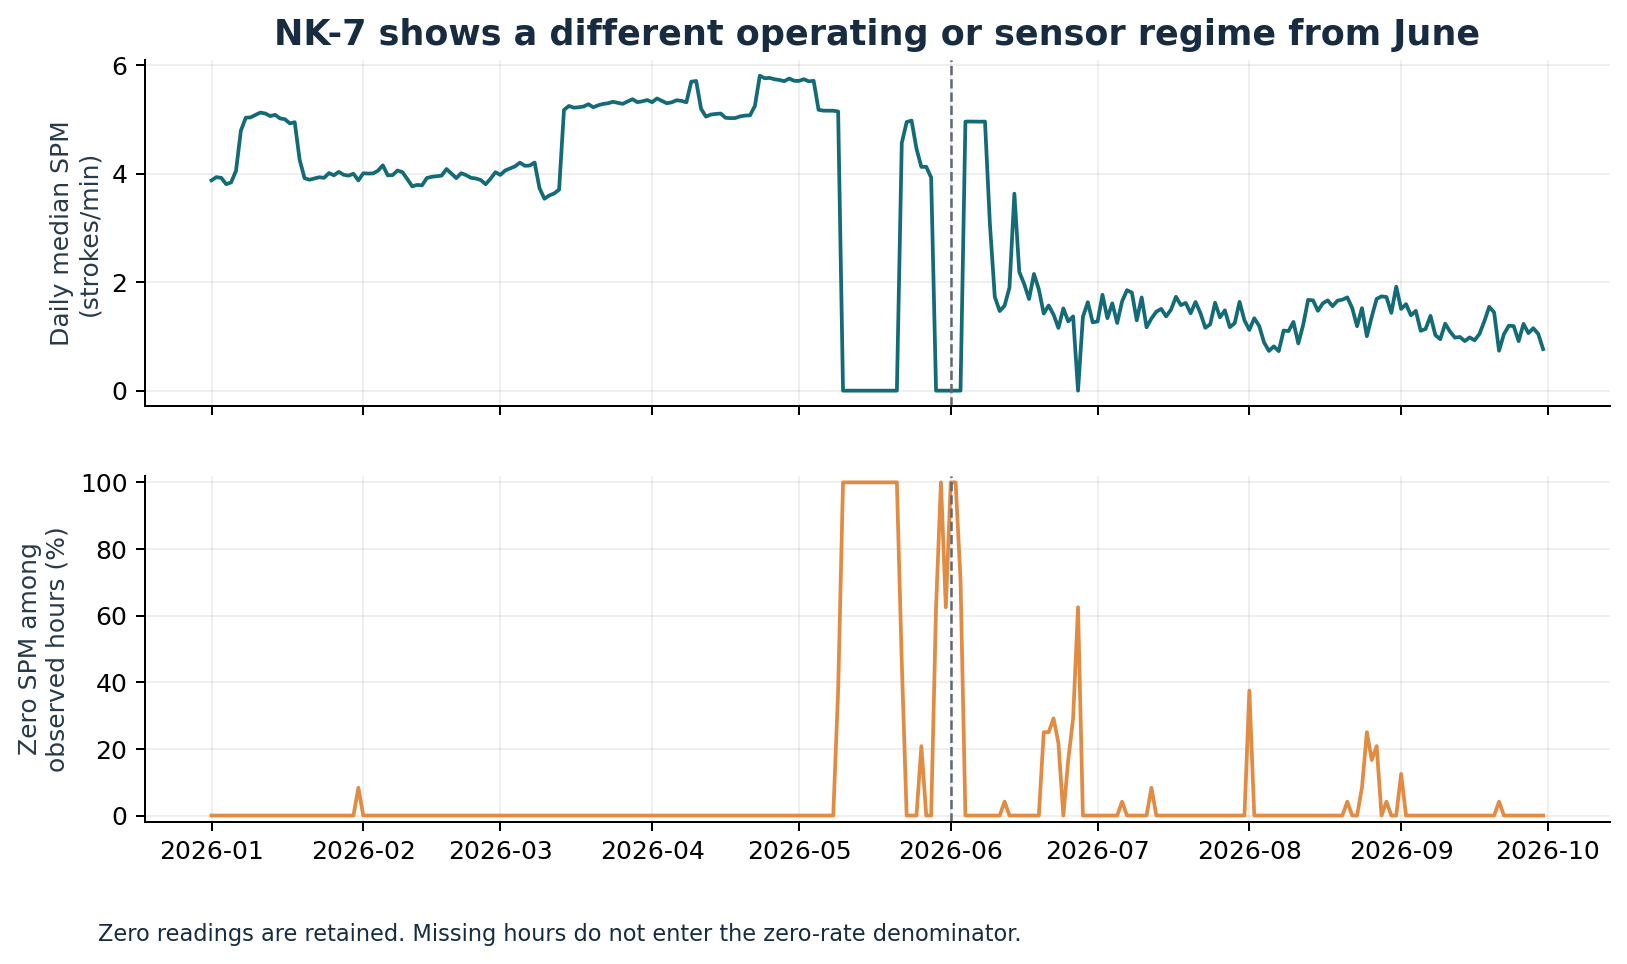 NK-7 shows a different operating or sensor regime from June
Daily median SPM
(strokes/min)
6
4
2
0
Zero SPM among
observed hours (%)
100
80
60
40
20
0
2026-01 2026-02 2026-03 2026-04 2026-05 2026-06 2026-07 2026-08 2026-09 2026-10
Zero readings are retained. Missing hours do not enter the zero-rate denominator.